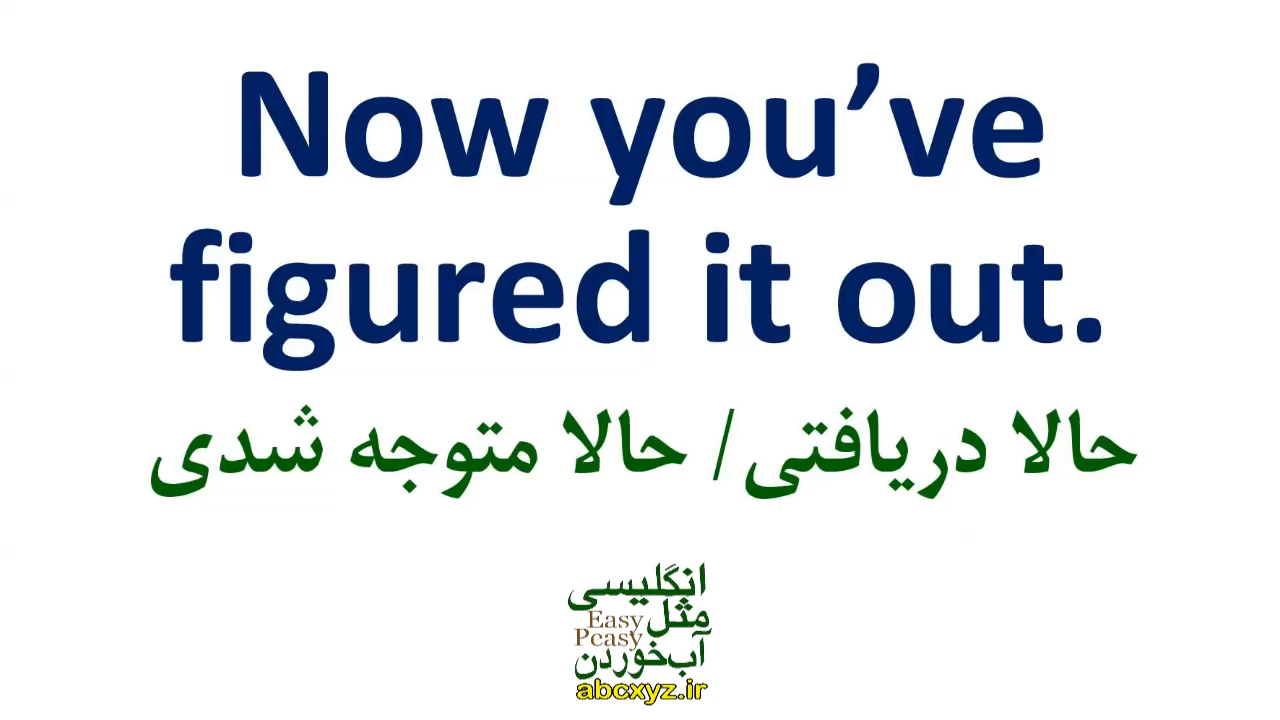 Now you’ve
figured it out.
حالا دریافتی / حالا متوجه شدی
انگلیسی
مثل
Easy
Peasy
آب‌خوردن
abcxyz.ir